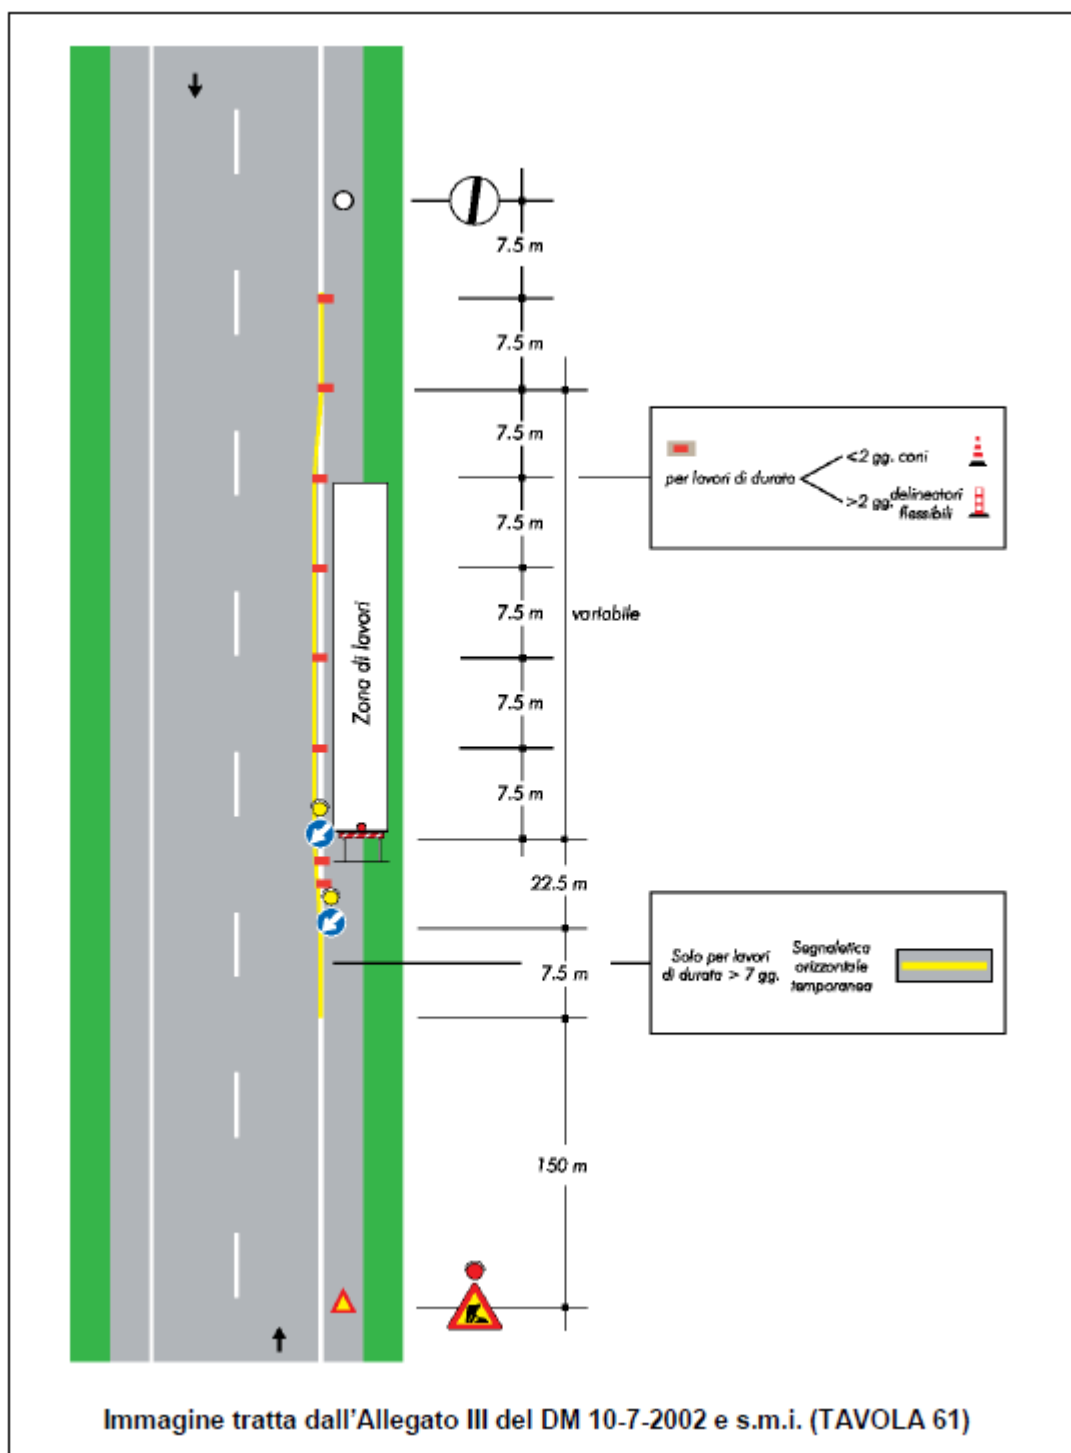 7.5 m
7.5 m
7.5 m
per lavori di durata
<2 gg. coni
>2 gg. delineatori
flessibili
7.5 m
Zona di lavori
7.5 m
variabile
7.5 m
7.5 m
22.5 m
Solo per lavori
di durata > 7 gg.
Segnaletica
orizzontale
temporanea
7.5 m
150 m
Immagine tratta dall'Allegato III del DM 10-7-2002 e s.m.i. (TAVOLA 61)